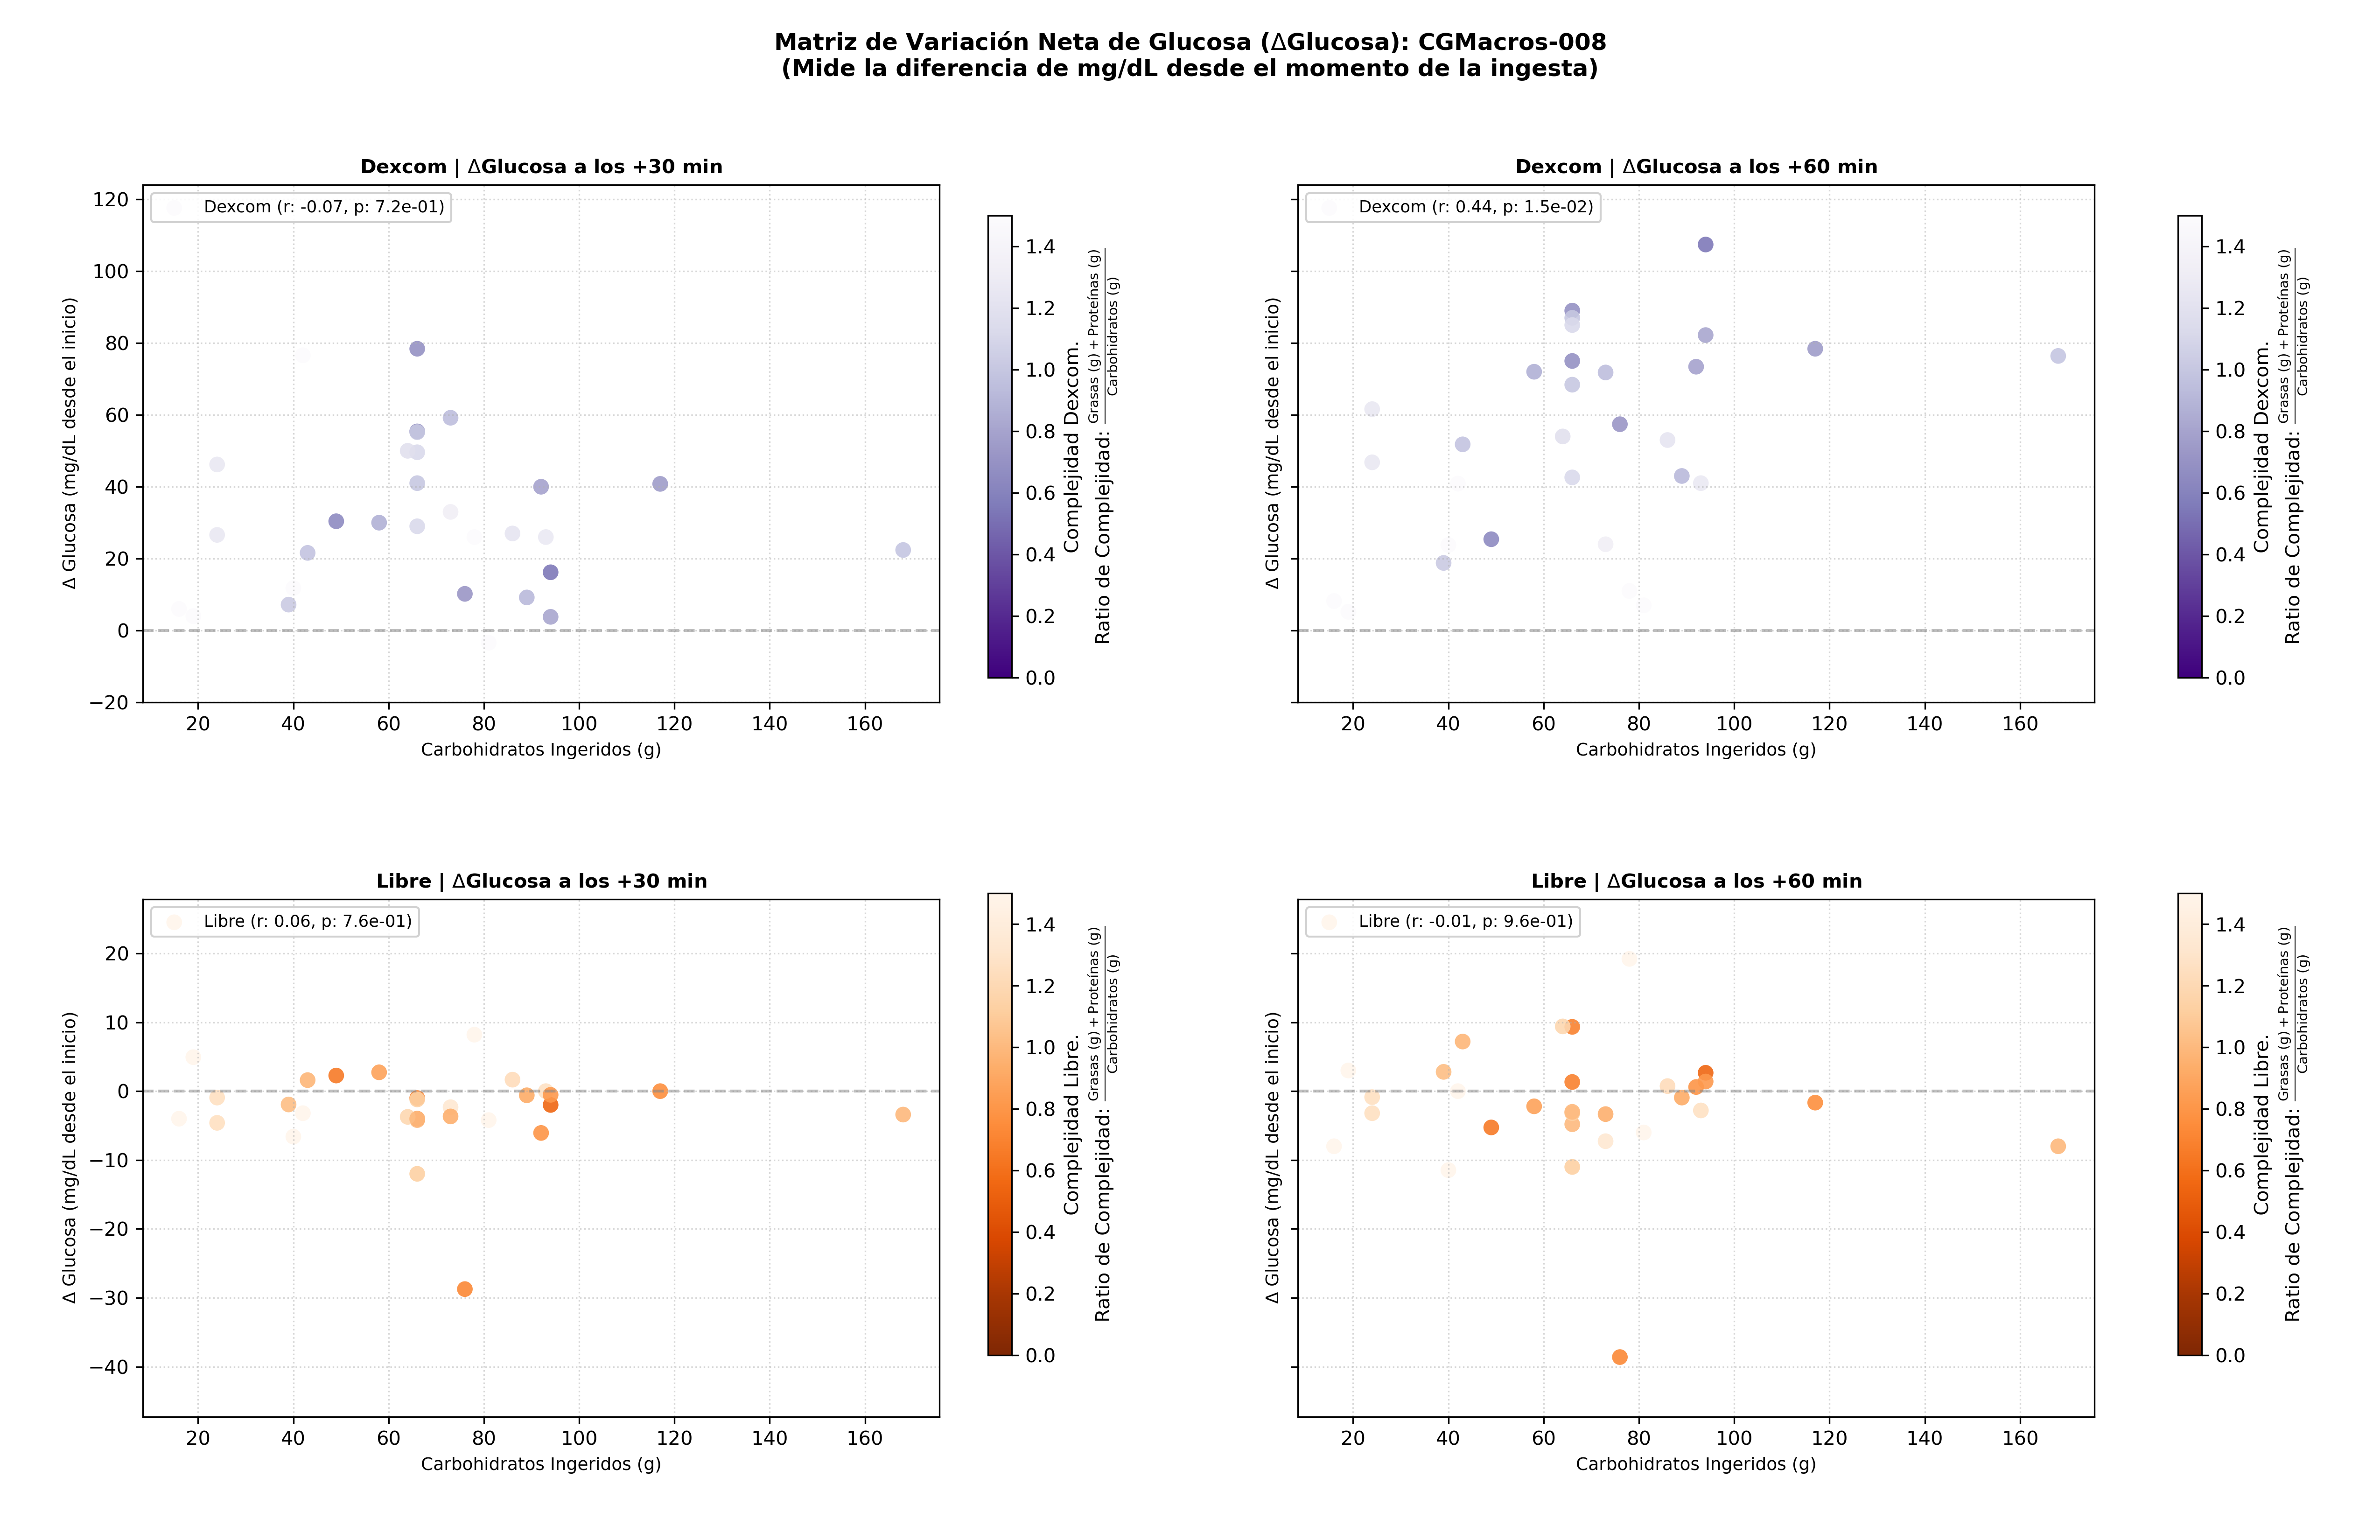 Matriz de Variación Neta de Glucosa (ΔGlucosa): CGMacros-008
(Mide la diferencia de mg/dL desde el momento de la ingesta)
Dexcom | ΔGlucosa a los +30 min
Dexcom (r: -0.07, p: 7.2e-01)
120
100
80
60
40
20
0
−20
Δ Glucosa (mg/dL desde el inicio)
20 40 60 80 100 120 140 160
Carbohidratos Ingeridos (g)
1.4
1.2
1.0
0.8
0.6
0.4
0.2
0.0
Complejidad Dexcom.
Ratio de Complejidad: Grasas (g) + Proteínas (g)
Carbohidratos (g)
Dexcom | ΔGlucosa a los +60 min
Dexcom (r: 0.44, p: 1.5e-02)
Δ Glucosa (mg/dL desde el inicio)
20 40 60 80 100 120 140 160
Carbohidratos Ingeridos (g)
1.4
1.2
1.0
0.8
0.6
0.4
0.2
0.0
Complejidad Dexcom.
Ratio de Complejidad: Grasas (g) + Proteínas (g)
Carbohidratos (g)
Libre | ΔGlucosa a los +30 min
Libre (r: 0.06, p: 7.6e-01)
20
10
0
−10
−20
−30
−40
Δ Glucosa (mg/dL desde el inicio)
20 40 60 80 100 120 140 160
Carbohidratos Ingeridos (g)
1.4
1.2
1.0
0.8
0.6
0.4
0.2
0.0
Complejidad Libre.
Ratio de Complejidad: Grasas (g) + Proteínas (g)
Carbohidratos (g)
Libre | ΔGlucosa a los +60 min
Libre (r: -0.01, p: 9.6e-01)
Δ Glucosa (mg/dL desde el inicio)
20 40 60 80 100 120 140 160
Carbohidratos Ingeridos (g)
1.4
1.2
1.0
0.8
0.6
0.4
0.2
0.0
Complejidad Libre.
Ratio de Complejidad: Grasas (g) + Proteínas (g)
Carbohidratos (g)